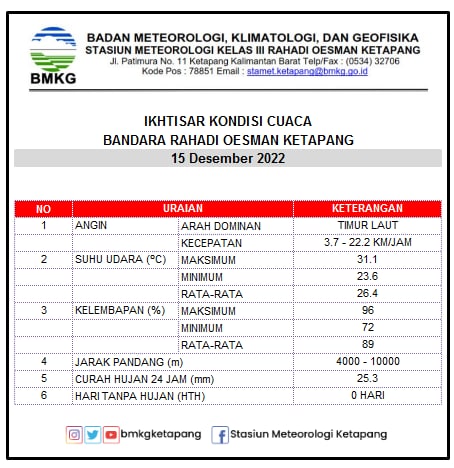 BMKG
BADAN METEOROLOGI, KLIMATOLOGI, DAN GEOFISIKA
STASIUN METEOROLOGI KELAS III RAHADI OESMAN KETAPANG
Jl. Patimura No. 11 Ketapang Kalimantan Barat Telp/Fax : (0534) 32706
Kode Pos : 78851 Email : stamet.ketapang@bmkg.go.id
IKHTISAR KONDISI CUACA
BANDARA RAHADI OESMAN KETAPANG
15 Desember 2022
NO URAIAN KETERANGAN
1 ANGIN ARAH DOMINAN TIMUR LAUT
KECEPATAN 3.7 - 22.2 KM/JAM
2 SUHU UDARA (°C) MAKSIMUM 31.1
MINIMUM 23.6
RATA-RATA 26.4
3 KELEMBAPAN (%) MAKSIMUM 96
MINIMUM 72
RATA-RATA 89
4 JARAK PANDANG (m) 4000 - 10000
5 CURAH HUJAN 24 JAM (mm) 25.3
6 HARI TANPA HUJAN (HTH) 0 HARI
bmkgketapang Stasiun Meteorologi Ketapang